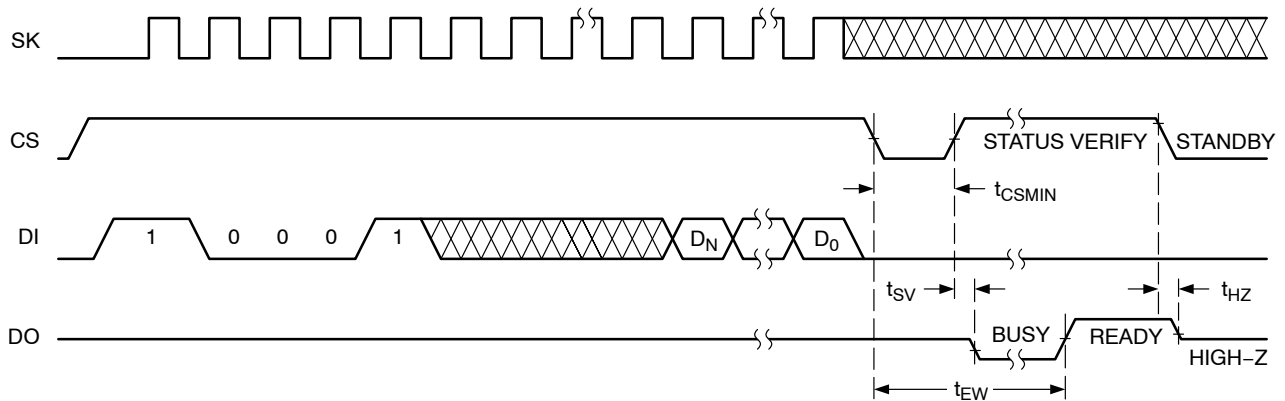 SK
CS
STATUS VERIFY
STANDBY
tCSMIN
DI
1 0 0 0 1
DN
D0
tSV
tHZ
DO
BUSY
READY
HIGH–Z
tEW